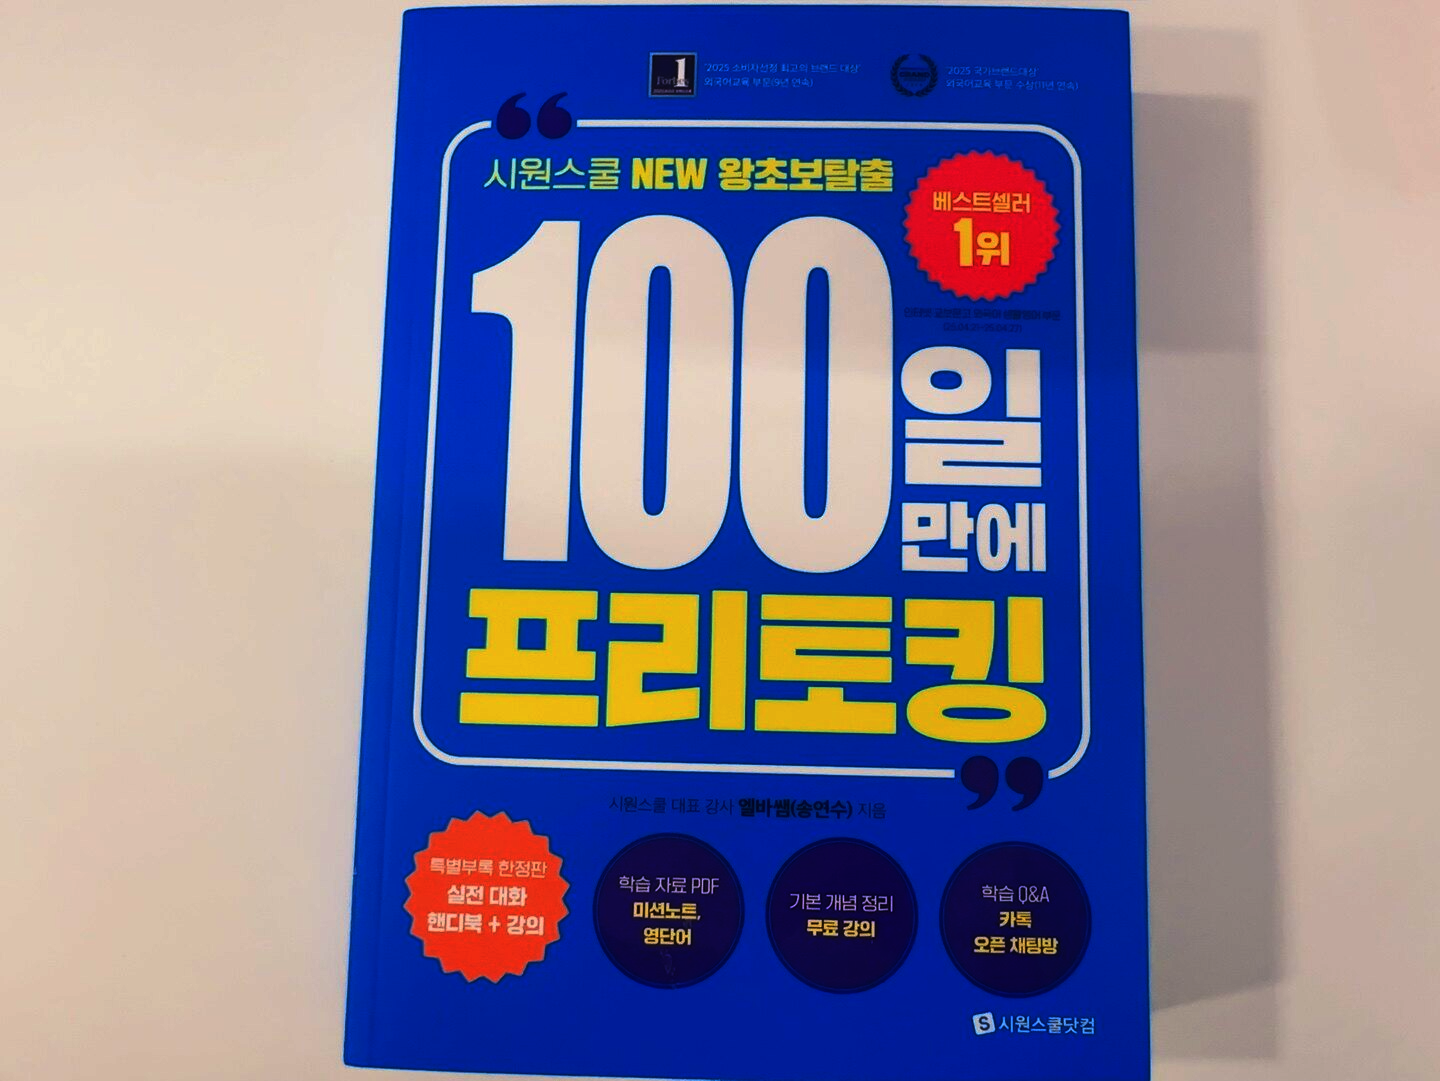 '2025 소비자선정 최고의 브랜드 대상'
외국어교육 부문(9년 연속)
'2025 국가브랜드대상'
외국어교육 부문 수상(11년 연속)
Forbes
1
시원스쿨 NEW 왕초보탈출
베스트셀러
1위
100일
만에
프리토킹
시원스쿨 대표 강사 엘바쌤(송연수) 지음
특별부록 한정판
실전 대화
핸디북 + 강의
학습 자료 PDF
미션노트,
영단어
기본 개념 정리
무료 강의
학습 Q&A
카톡
오픈 채팅방
S 시원스쿨닷컴